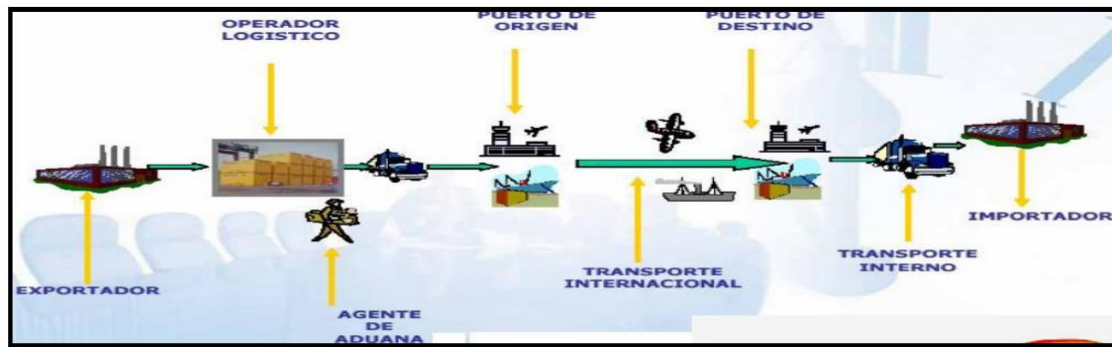 OPERADOR
LOGISTICO
PUERTO DE
ORIGEN
PUERTO DE
DESTINO
EXPORTADOR
AGENTE
DE
ADUANA
TRANSPORTE
INTERNACIONAL
TRANSPORTE
INTERNO
IMPORTADOR